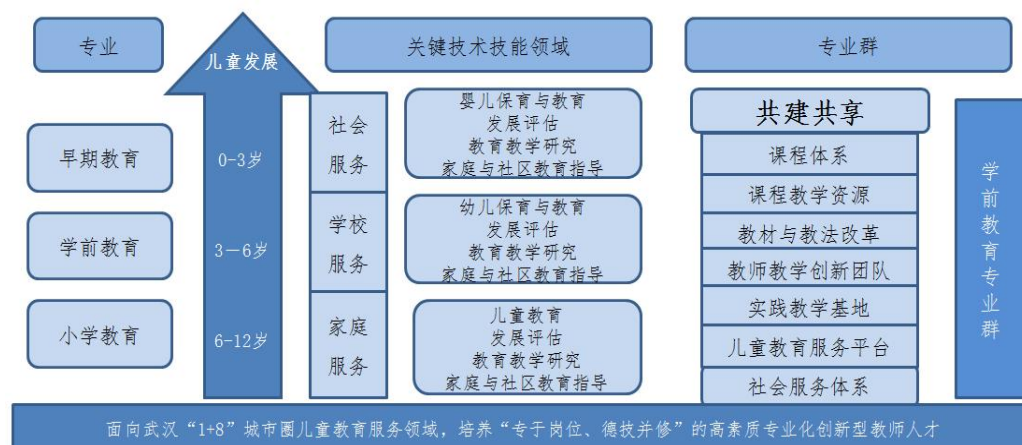 专业
儿童发展
关键技术技能领域
专业群
早期教育
学前教育
小学教育
0-3岁
3—6岁
6-12岁
社会
服务
学校
服务
家庭
服务
婴儿保育与教育
发展评估
教育教学研究
家庭与社区教育指导
幼儿保育与教育
发展评估
教育教学研究
家庭与社区教育指导
儿童教育
发展评估
教育教学研究
家庭与社区教育指导
共建共享
课程体系
课程教学资源
教材与教法改革
教师教学创新团队
实践教学基地
儿童教育服务平台
社会服务体系
学前教育专业群
面向武汉“1+8”城市圈儿童教育服务领域，培养“专于岗位、德技并修”的高素质专业化创新型教师人才